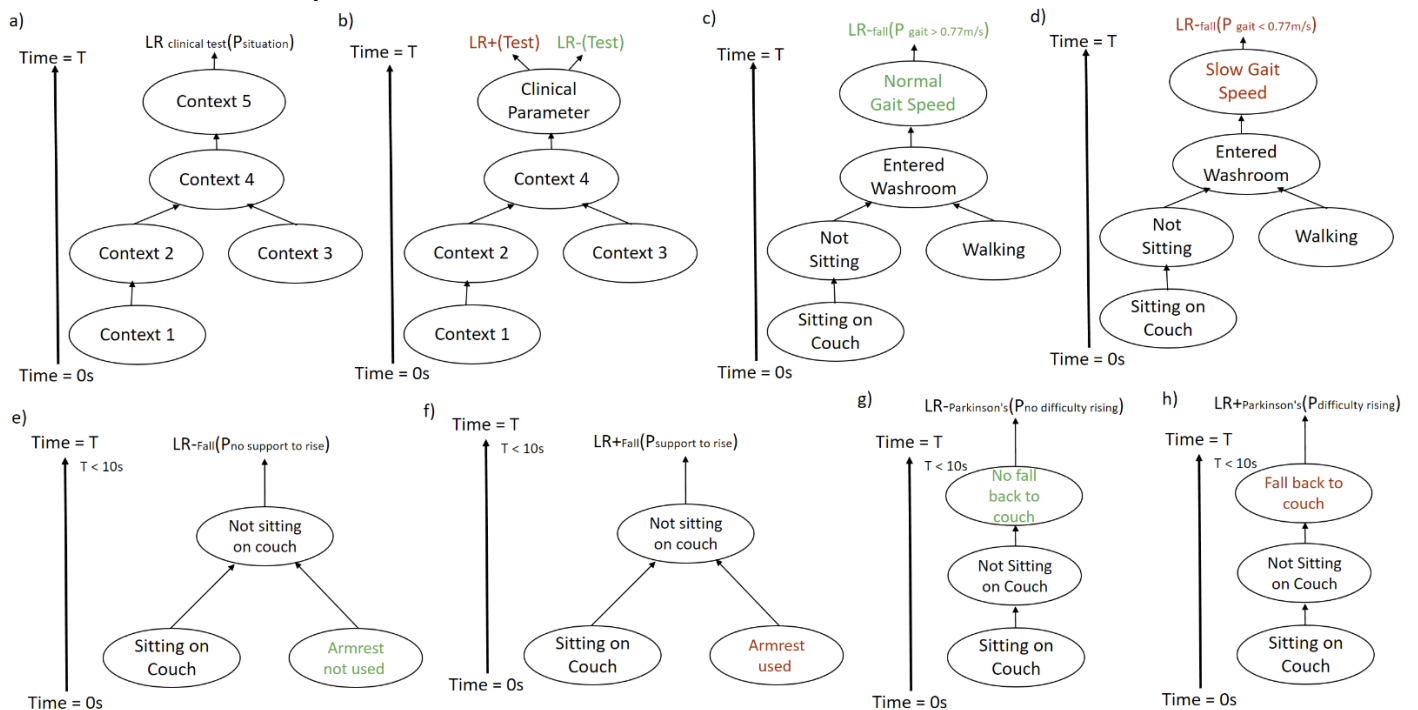 a)
LR clinical test(Psituation)
Time = T
Context 5
Context 4
Context 2
Context 3
Context 1
Time = 0s
b)
LR+(Test)
LR-(Test)
Time = T
Clinical
Parameter
Context 4
Context 2
Context 3
Context 1
Time = 0s
c)
LR-fall(P gait > 0.77m/s)
Time = T
Normal
Gait Speed
Entered
Washroom
Not
Sitting
Walking
Sitting on
Couch
Time = 0s
d)
LR-fall(P gait < 0.77m/s)
Time = T
Slow Gait
Speed
Entered
Washroom
Not
Sitting
Walking
Sitting on
Couch
Time = 0s
e)
LR-Fall(Pno support to rise)
Time = T
T < 10s
Not sitting
on couch
Sitting on
Couch
Armrest
not used
Time = 0s
f)
LR+Fall(Psupport to rise)
Time = T
T < 10s
Not sitting
on couch
Sitting on
Couch
Armrest
used
Time = 0s
g)
LR-Parkinson's(Pno difficulty rising)
Time = T
T < 10s
No fall
back to
couch
Not Sitting
on Couch
Sitting on
Couch
Time = 0s
h)
LR+Parkinson's(Pdifficulty rising)
Time = T
T < 10s
Fall back to
couch
Not Sitting
on Couch
Sitting on
Couch
Time = 0s